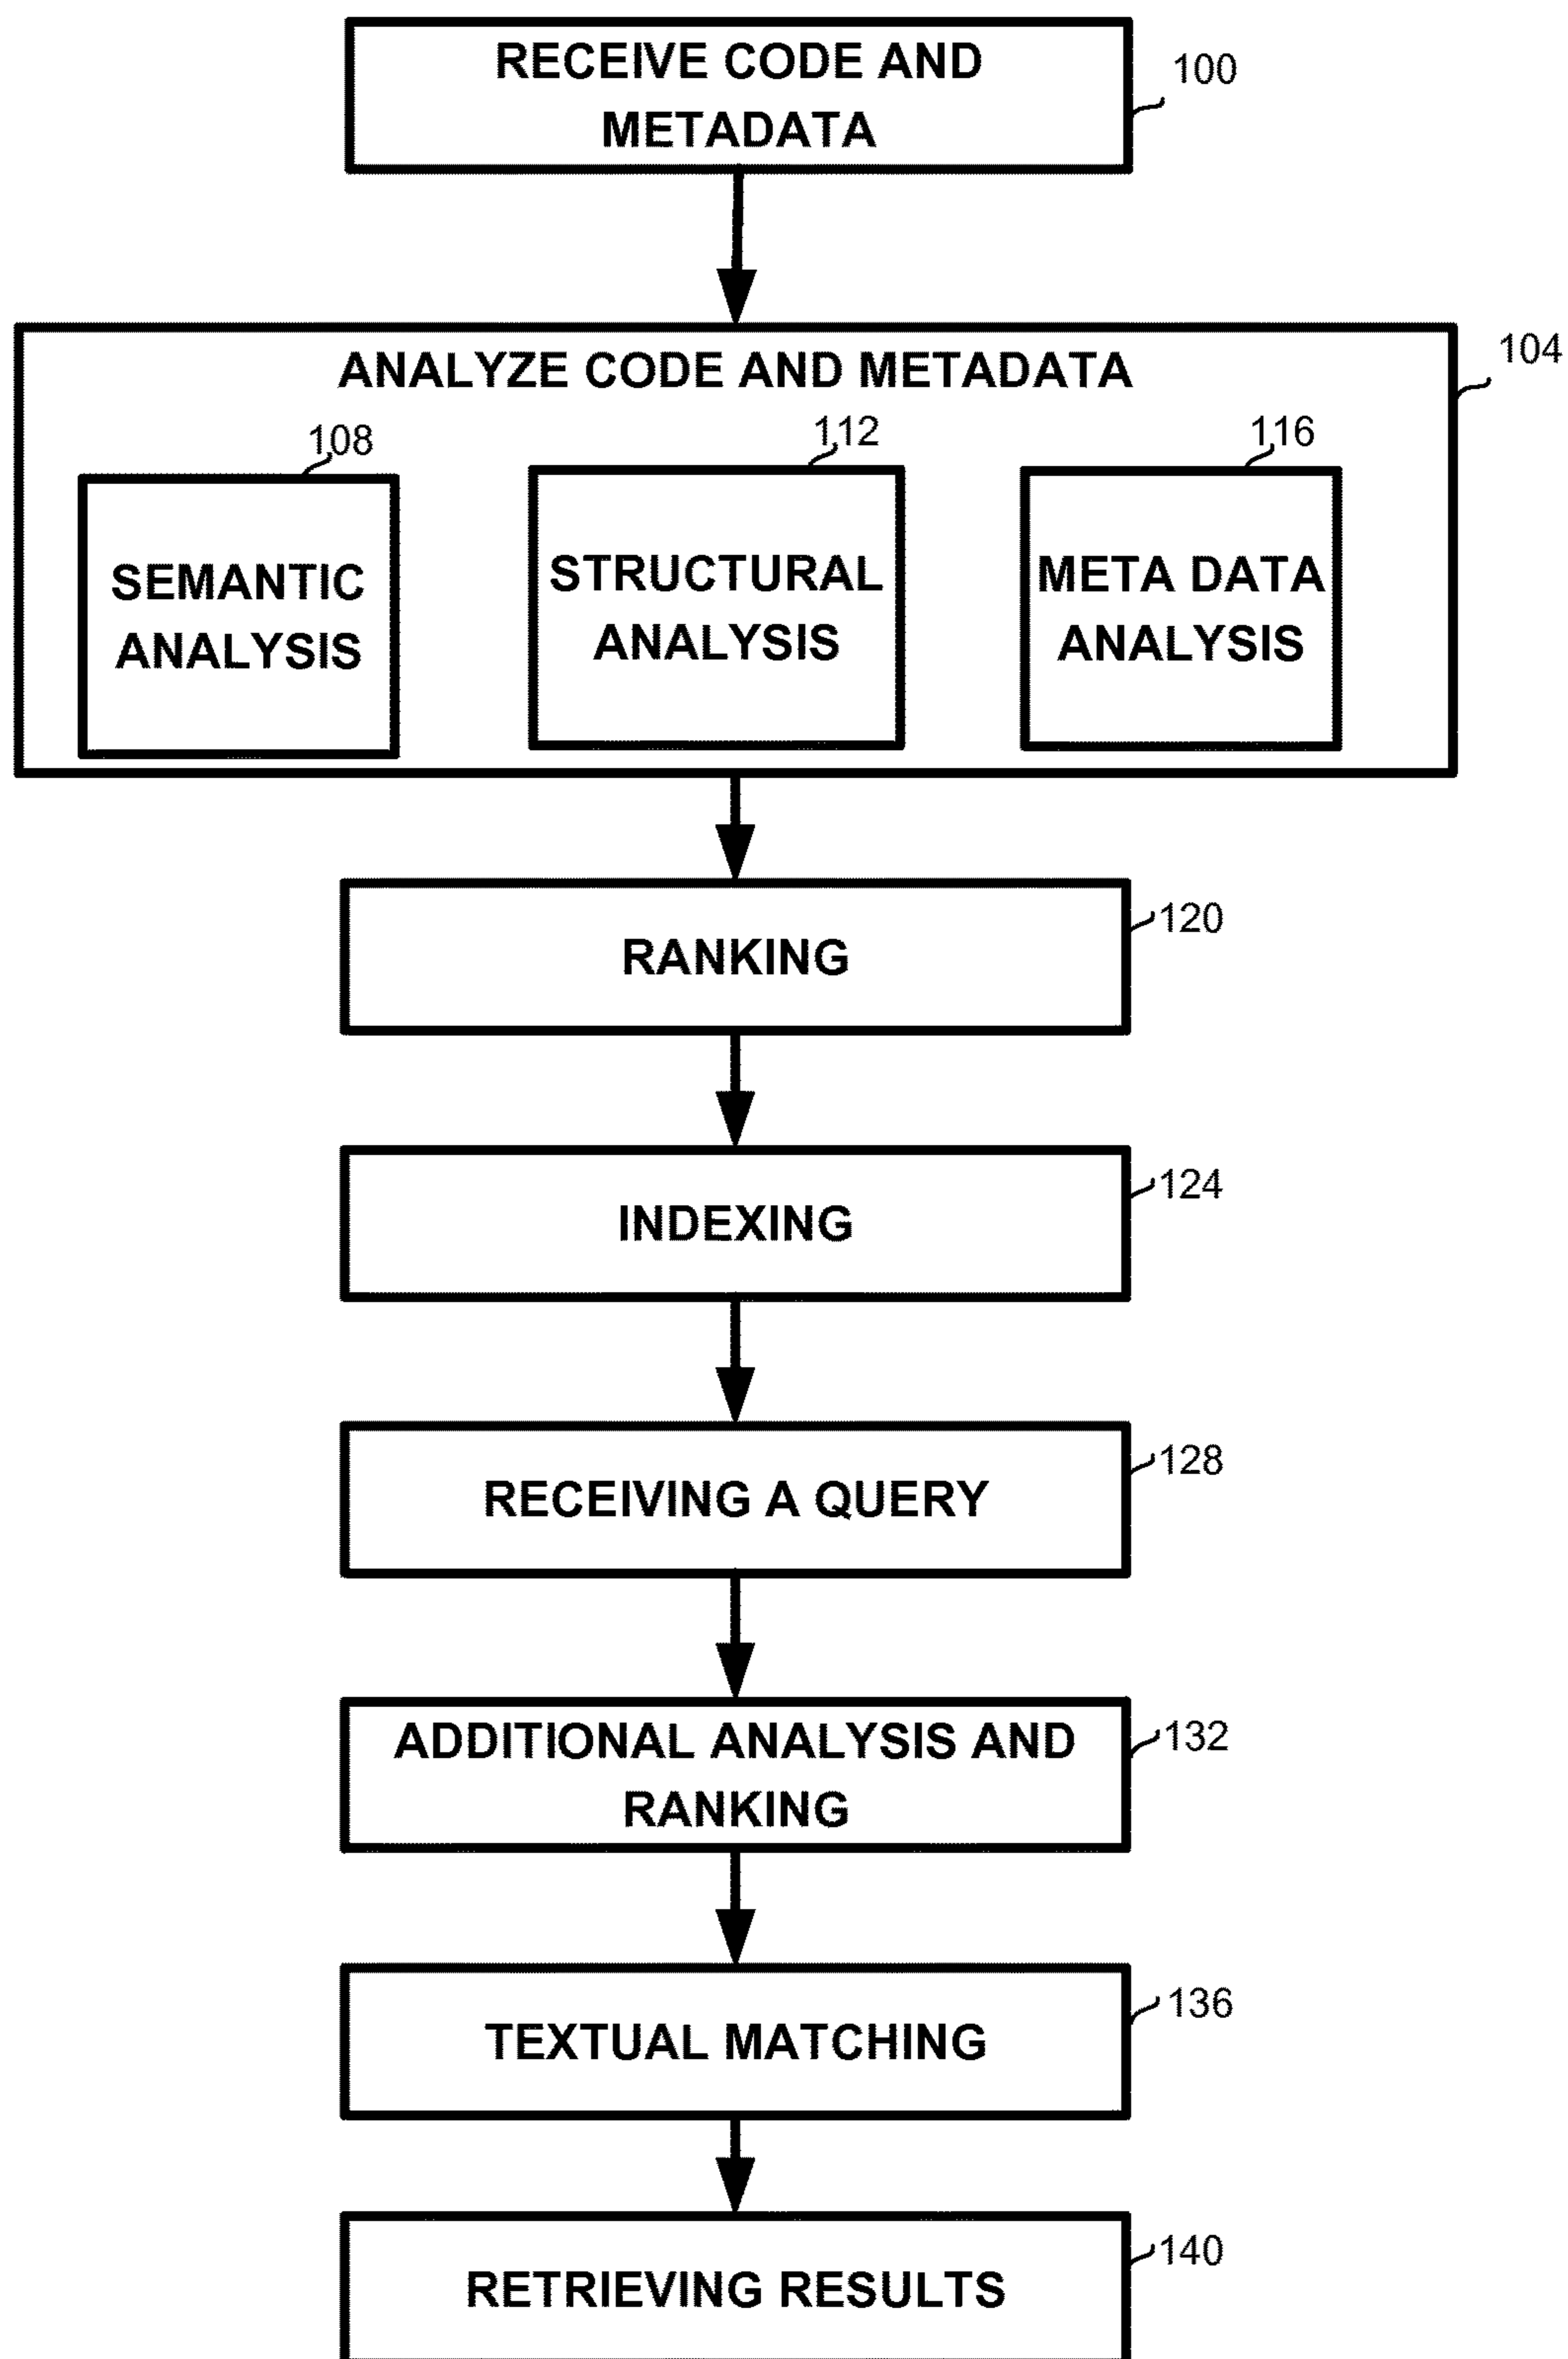 RECEIVE CODE AND
METADATA
100
ANALYZE CODE AND METADATA
104
108
112
116
SEMANTIC
ANALYSIS
STRUCTURAL
ANALYSIS
META DATA
ANALYSIS
RANKING
120
INDEXING
124
RECEIVING A QUERY
128
ADDITIONAL ANALYSIS AND
RANKING
132
TEXTUAL MATCHING
136
RETRIEVING RESULTS
140